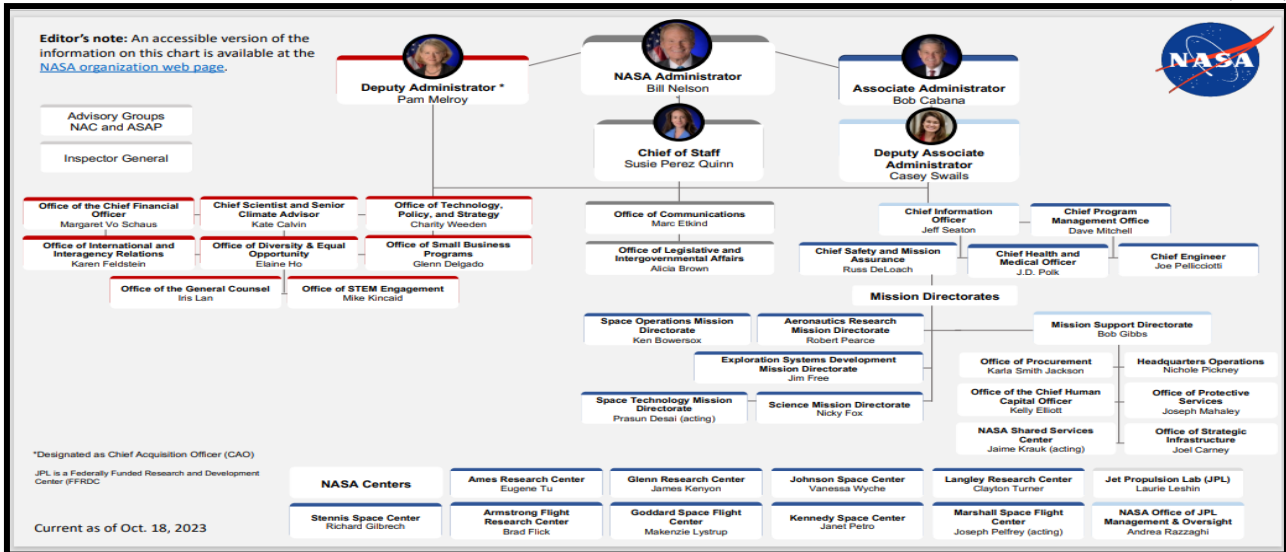 Editor's note: An accessible version of the
information on this chart is available at the
NASA organization web page.
Deputy Administrator *
Pam Melroy
NASA Administrator
Bill Nelson
Associate Administrator
Bob Cabana
NASA
Advisory Groups
NAC and ASAP
Inspector General
Chief of Staff
Susie Perez Quinn
Deputy Associate
Administrator
Casey Swails
Office of the Chief Financial
Officer
Margaret Vo Schaus
Chief Scientist and Senior
Climate Advisor
Kate Calvin
Office of Technology,
Policy, and Strategy
Charity Weeden
Office of International and
Interagency Relations
Karen Feldstein
Office of Diversity & Equal
Opportunity
Elaine Ho
Office of Small Business
Programs
Glenn Delgado
Office of the General Counsel
Iris Lan
Office of STEM Engagement
Mike Kincaid
Office of Communications
Marc Etkind
Office of Legislative and
Intergovernmental Affairs
Alicia Brown
Chief Information
Officer
Jeff Seaton
Chief Program
Management Office
Dave Mitchell
Chief Safety and Mission
Assurance
Russ DeLoach
Chief Health and
Medical Officer
J.D. Polk
Chief Engineer
Joe Pellicciotti
Mission Directorates
Space Operations Mission
Directorate
Ken Bowersox
Aeronautics Research
Mission Directorate
Robert Pearce
Exploration Systems Development
Mission Directorate
Jim Free
Space Technology Mission
Directorate
Prasun Desai (acting)
Science Mission Directorate
Nicky Fox
Mission Support Directorate
Bob Gibbs
Office of Procurement
Karla Smith Jackson
Headquarters Operations
Nichole Pickney
Office of the Chief Human
Capital Officer
Kelly Elliott
Office of Protective
Services
Joseph Mahaley
NASA Shared Services
Center
Jaime Krauk (acting)
Office of Strategic
Infrastructure
Joel Carney
*Designated as Chief Acquisition Officer (CAO)
JPL is a Federally Funded Research and Development
Center (FFRDC
Current as of Oct. 18, 2023
NASA Centers
Ames Research Center
Eugene Tu
Glenn Research Center
James Kenyon
Johnson Space Center
Vanessa Wyche
Langley Research Center
Clayton Turner
Jet Propulsion Lab (JPL)
Laurie Leshin
Stennis Space Center
Richard Gilbrech
Armstrong Flight
Research Center
Brad Flick
Goddard Space Flight
Center
Makenzie Lystrup
Kennedy Space Center
Janet Petro
Marshall Space Flight
Center
Joseph Pelfrey (acting)
NASA Office of JPL
Management & Oversight
Andrea Razzaghi